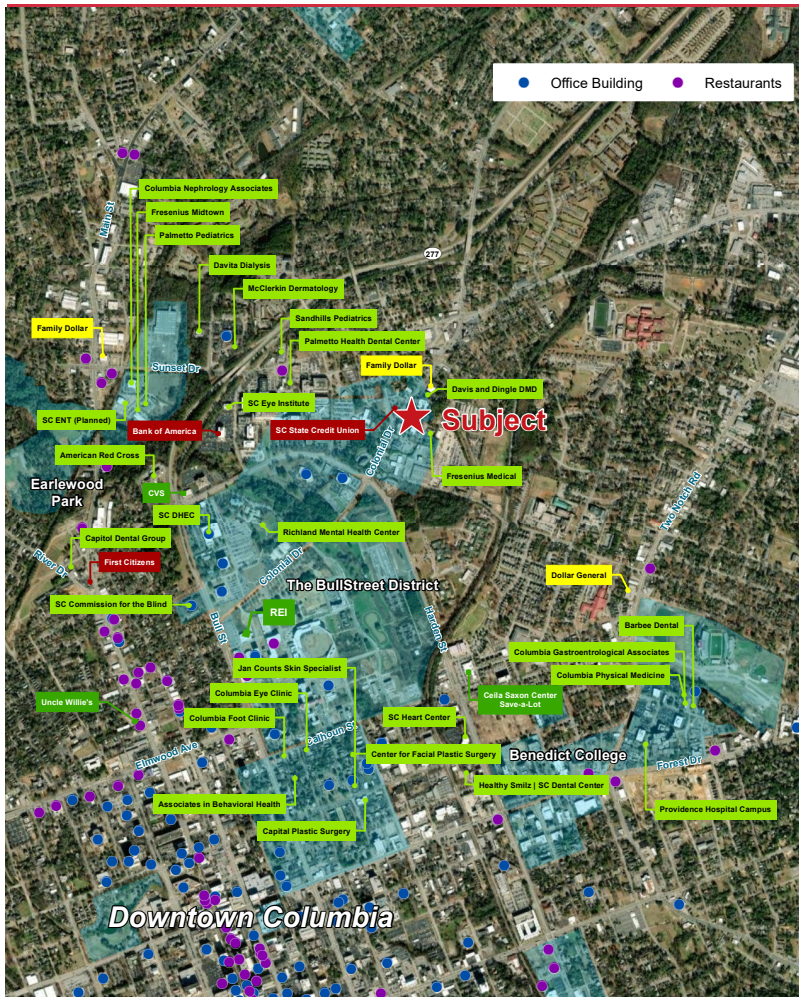 Office Building
Restaurants
Columbia Nephrology Associates
Fresenius Midtown
Main St
Palmetto Pediatrics
277
Davita Dialysis
McClerkin Dermatology
Sandhills Pediatrics
Family Dollar
Palmetto Health Dental Center
Sunset Dr
Family Dollar
Davis and Dingle DMD
SC Eye Institute
SC ENT (Planned)
Bank of America
SC State Credit Union
Subject
American Red Cross
Colonial Dr
Fresenius Medical
Earlewood
Park
CVS
Two Notch Rd
SC DHEC
Capitol Dental Group
Richland Mental Health Center
River Dr
First Citizens
Colonial Dr
The BullStreet District
Dollar General
SC Commission for the Blind
REI
Bull St
Harden St
Barbee Dental
Columbia Gastroentrological Associates
Jan Counts Skin Specialist
Columbia Physical Medicine
Columbia Eye Clinic
Uncle Willie's
Ceila Saxon Center
Save-a-Lot
Columbia Foot Clinic
SC Heart Center
Calhoun St
Elmwood Ave
Center for Facial Plastic Surgery
Benedict College
Forest Dr
Associates in Behavioral Health
Healthy Smilz | SC Dental Center
Providence Hospital Campus
Capital Plastic Surgery
Downtown Columbia